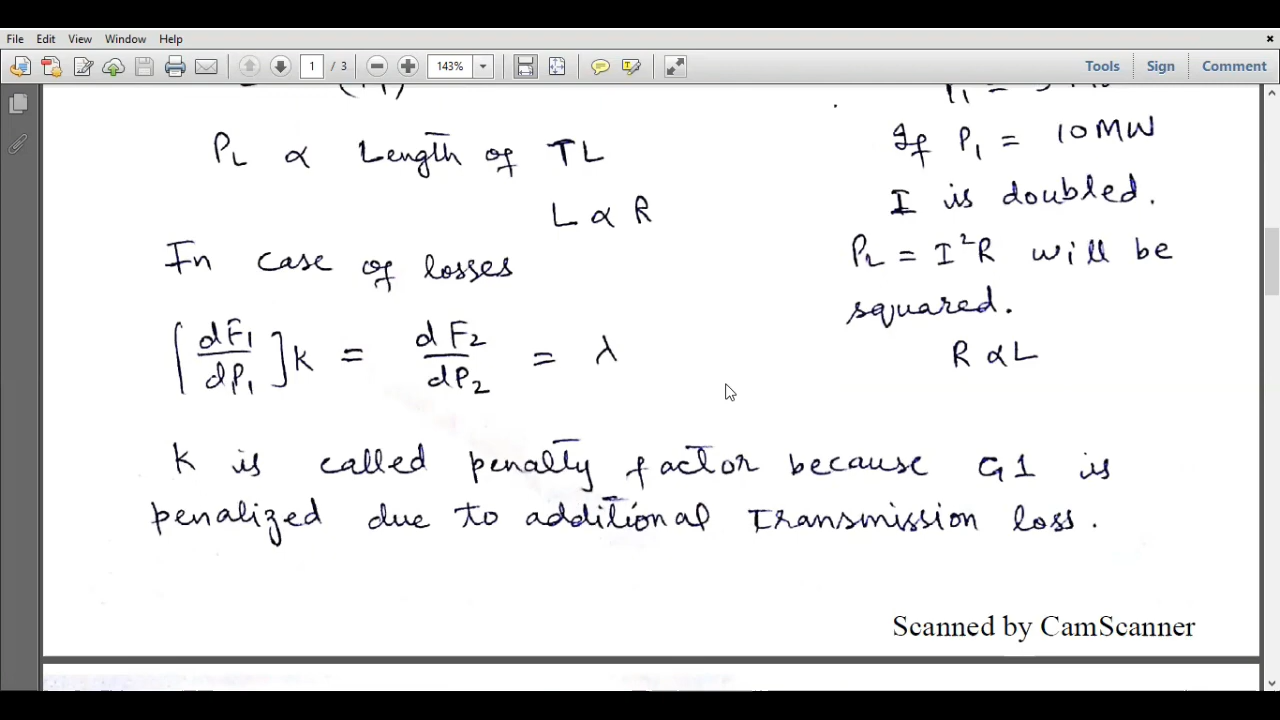 File Edit View Window Help
1 / 3
143%
Tools
Sign
Comment
P_L ∝ Length of TL
L ∝ R
In case of losses
[dF1/dP1]K = dF2/dP2 = λ
K is called penalty factor because G1 is
penalized due to additional transmission loss.
If P1 = 10MW
I is doubled.
P_L = I²R will be
squared.
R ∝ L
Scanned by CamScanner